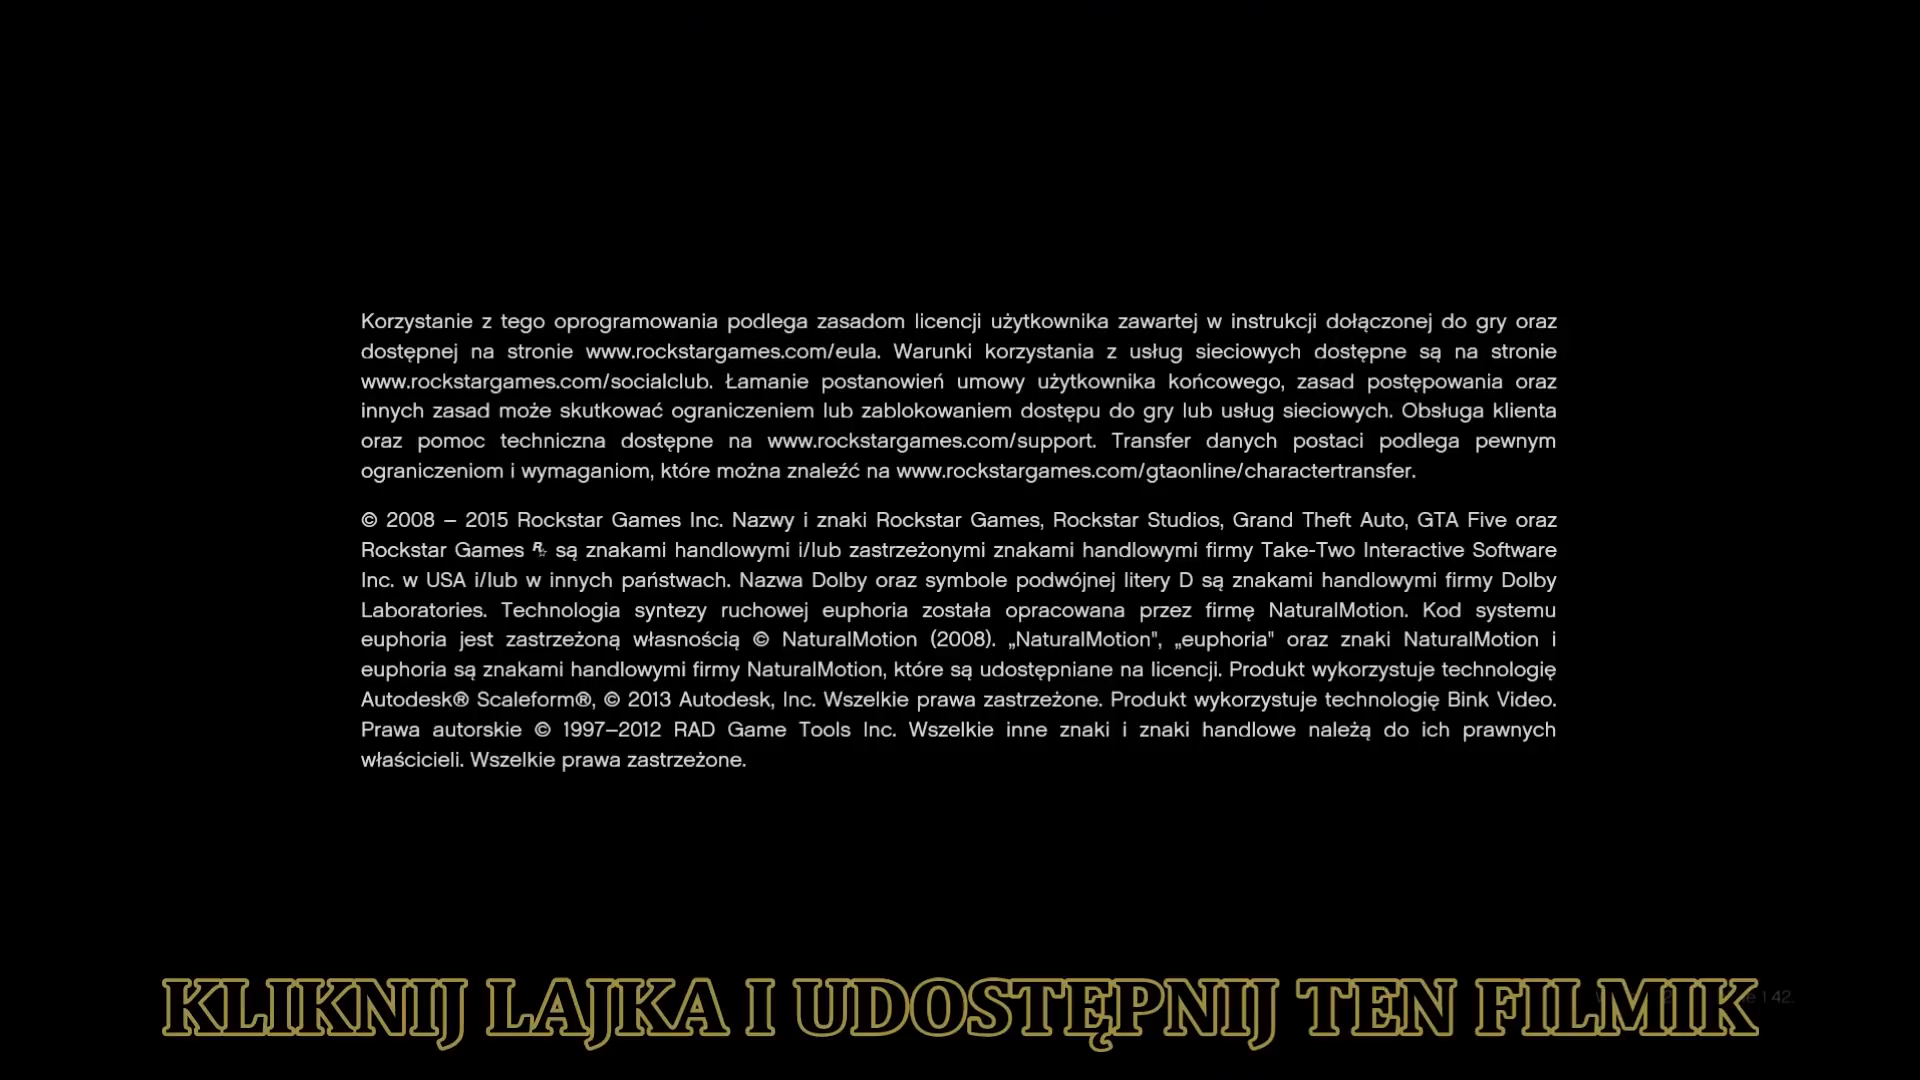 Korzystanie z tego oprogramowania podlega zasadom licencji użytkownika zawartej w instrukcji dołączonej do gry oraz
dostępnej na stronie www.rockstargames.com/eula. Warunki korzystania z usług sieciowych dostępne są na stronie
www.rockstargames.com/socialclub. Łamanie postanowień umowy użytkownika końcowego, zasad postępowania oraz
innych zasad może skutkować ograniczeniem lub zablokowaniem dostępu do gry lub usług sieciowych. Obsługa klienta
oraz pomoc techniczna dostępne na www.rockstargames.com/support. Transfer danych postaci podlega pewnym
ograniczeniom i wymaganiom, które można znaleźć na www.rockstargames.com/gtaonline/charactertransfer.
© 2008 – 2015 Rockstar Games Inc. Nazwy i znaki Rockstar Games, Rockstar Studios, Grand Theft Auto, GTA Five oraz
Rockstar Games R* są znakami handlowymi i/lub zastrzeżonymi znakami handlowymi firmy Take-Two Interactive Software
Inc. w USA i/lub w innych państwach. Nazwa Dolby oraz symbole podwójnej litery D są znakami handlowymi firmy Dolby
Laboratories. Technologia syntezy ruchowej euphoria została opracowana przez firmę NaturalMotion. Kod systemu
euphoria jest zastrzeżoną własnością © NaturalMotion (2008). „NaturalMotion", „euphoria" oraz znaki NaturalMotion i
euphoria są znakami handlowymi firmy NaturalMotion, które są udostępniane na licencji. Produkt wykorzystuje technologię
Autodesk® Scaleform®, © 2013 Autodesk, Inc. Wszelkie prawa zastrzeżone. Produkt wykorzystuje technologię Bink Video.
Prawa autorskie © 1997–2012 RAD Game Tools Inc. Wszelkie inne znaki i znaki handlowe należą do ich prawnych
właścicieli. Wszelkie prawa zastrzeżone.
KLIKNIJ LAJKA I UDOSTĘPNIJ TEN FILMIK